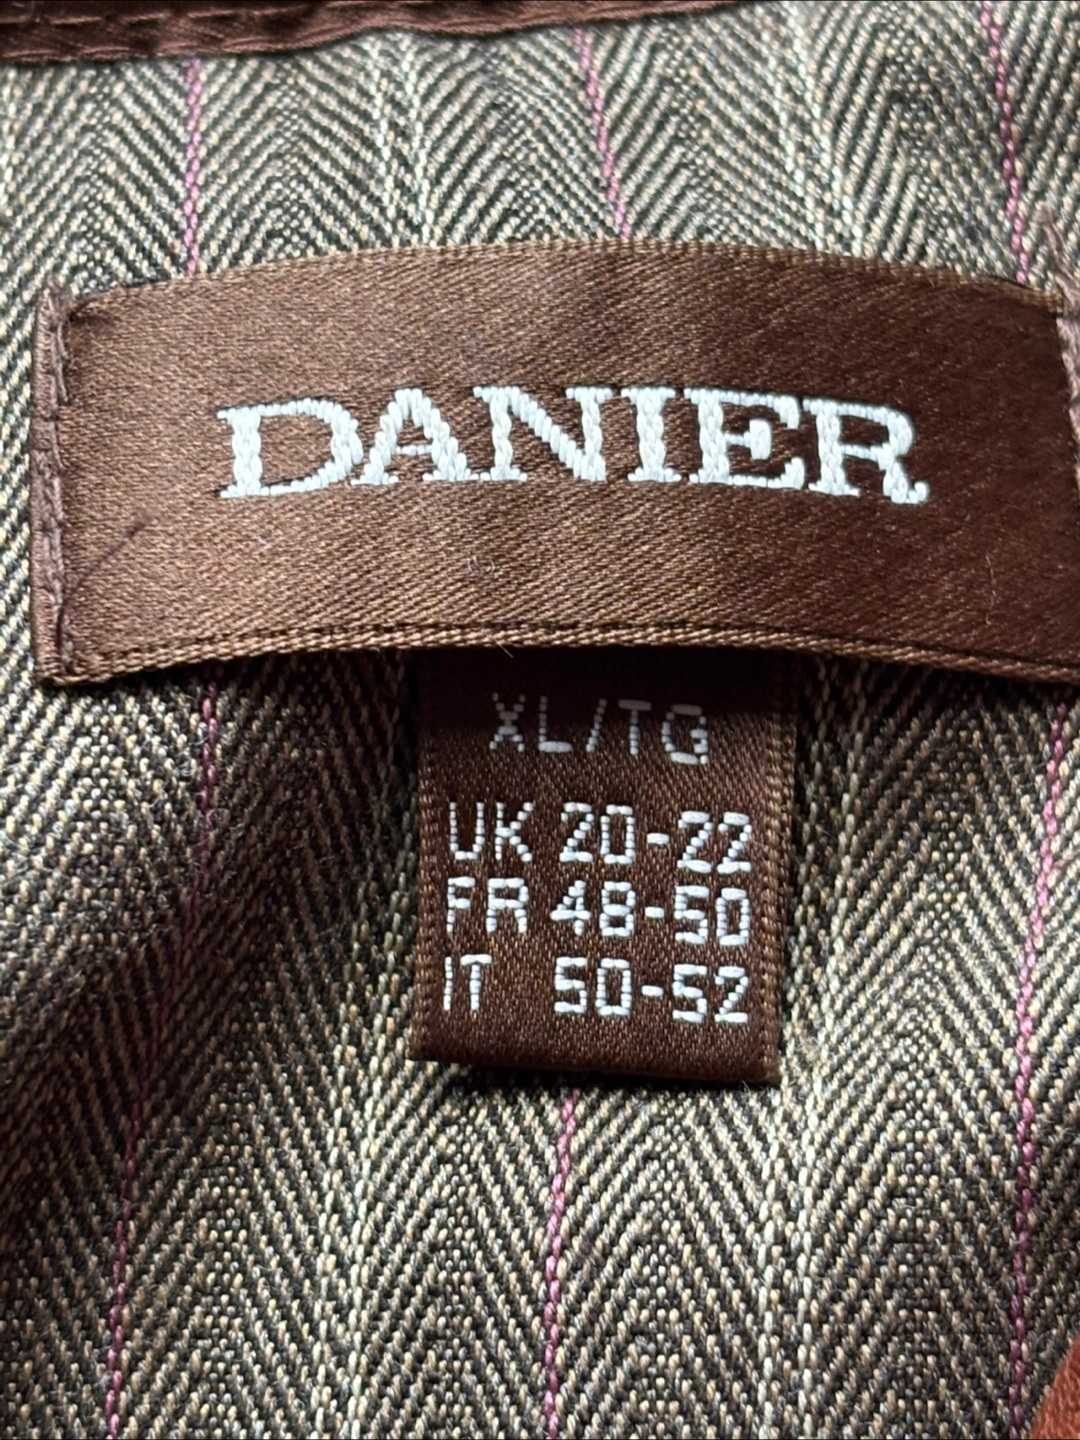 DANIER
XL/TG
UK 20-22
FR 48-50
IT 50-52